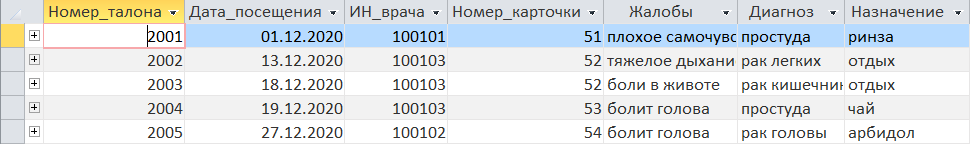 Номер_талона Дата_посещения ИН_врача Номер_карточки Жалобы Диагноз Назначение
2001 01.12.2020 100101 51 плохое самочувс простуда ринза
2002 13.12.2020 100103 52 тяжелое дыхани рак легких отдых
2003 18.12.2020 100103 52 боли в животе рак кишечни отдых
2004 19.12.2020 100103 53 болит голова простуда чай
2005 27.12.2020 100102 54 болит голова рак головы арбидол